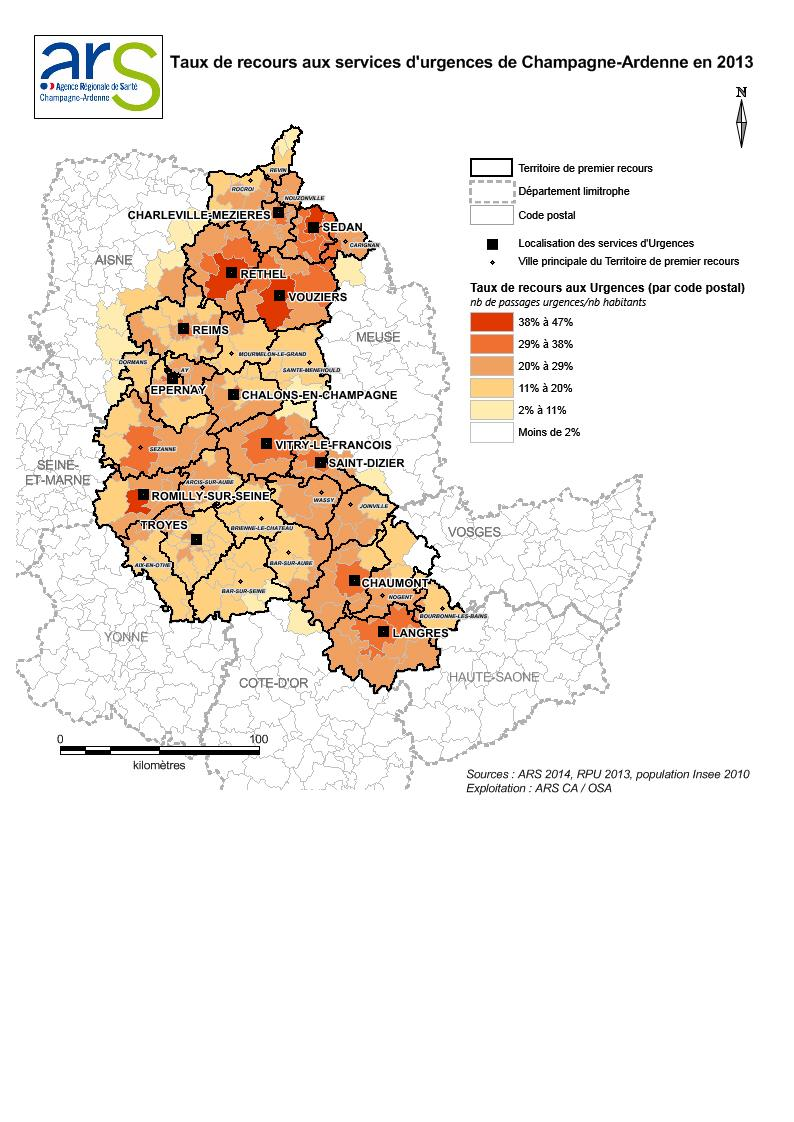 ars
Agence Régionale de Santé
Champagne-Ardenne
Taux de recours aux services d'urgences de Champagne-Ardenne en 2013
N
Territoire de premier recours
Département limitrophe
Code postal
Localisation des services d'Urgences
Ville principale du Territoire de premier recours
Taux de recours aux Urgences (par code postal)
nb de passages urgences/nb habitants
38% à 47%
29% à 38%
20% à 29%
11% à 20%
2% à 11%
Moins de 2%
REVIN
ROCROI
NOUZONVILLE
CHARLEVILLE-MEZIERES
SEDAN
CARIGNAN
AISNE
RETHEL
VOUZIERS
REIMS
MEUSE
MOURMELON-LE-GRAND
DORMANS
SAINTE-MENEHOULD
AY
EPERNAY
CHALONS-EN-CHAMPAGNE
VITRY-LE-FRANCOIS
SEZANNE
SAINT-DIZIER
SEINE-
ET-MARNE
ARCIS-SUR-AUBE
ROMILLY-SUR-SEINE
WASSY
JOINVILLE
TROYES
BRIENNE-LE-CHATEAU
VOSGES
AIX-EN-OTHE
BAR-SUR-AUBE
CHAUMONT
BAR-SUR-SEINE
NOGENT
BOURBONNE-LES-BAINS
YONNE
LANGRES
COTE-D'OR
HAUTE-SAONE
0
100
kilomètres
Sources : ARS 2014, RPU 2013, population Insee 2010
Exploitation : ARS CA / OSA